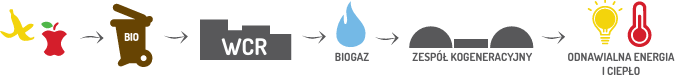 BIO
WCR
BIOGAZ
ZESPÓŁ KOGENERACYJNY
ODNAWIALNA ENERGIA
I CIEPŁO